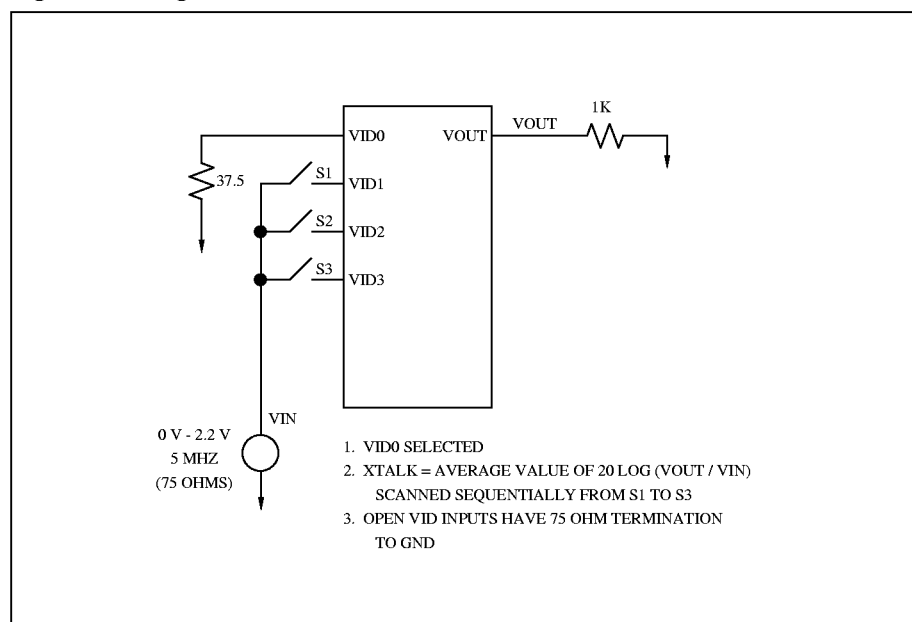 1K
VID0
VOUT
VOUT
37.5
S1
VID1
S2
VID2
S3
VID3
VIN
0 V - 2.2 V
5 MHZ
(75 OHMS)
1. VID0 SELECTED
2. XTALK = AVERAGE VALUE OF 20 LOG (VOUT / VIN)
SCANNED SEQUENTIALLY FROM S1 TO S3
3. OPEN VID INPUTS HAVE 75 OHM TERMINATION
TO GND